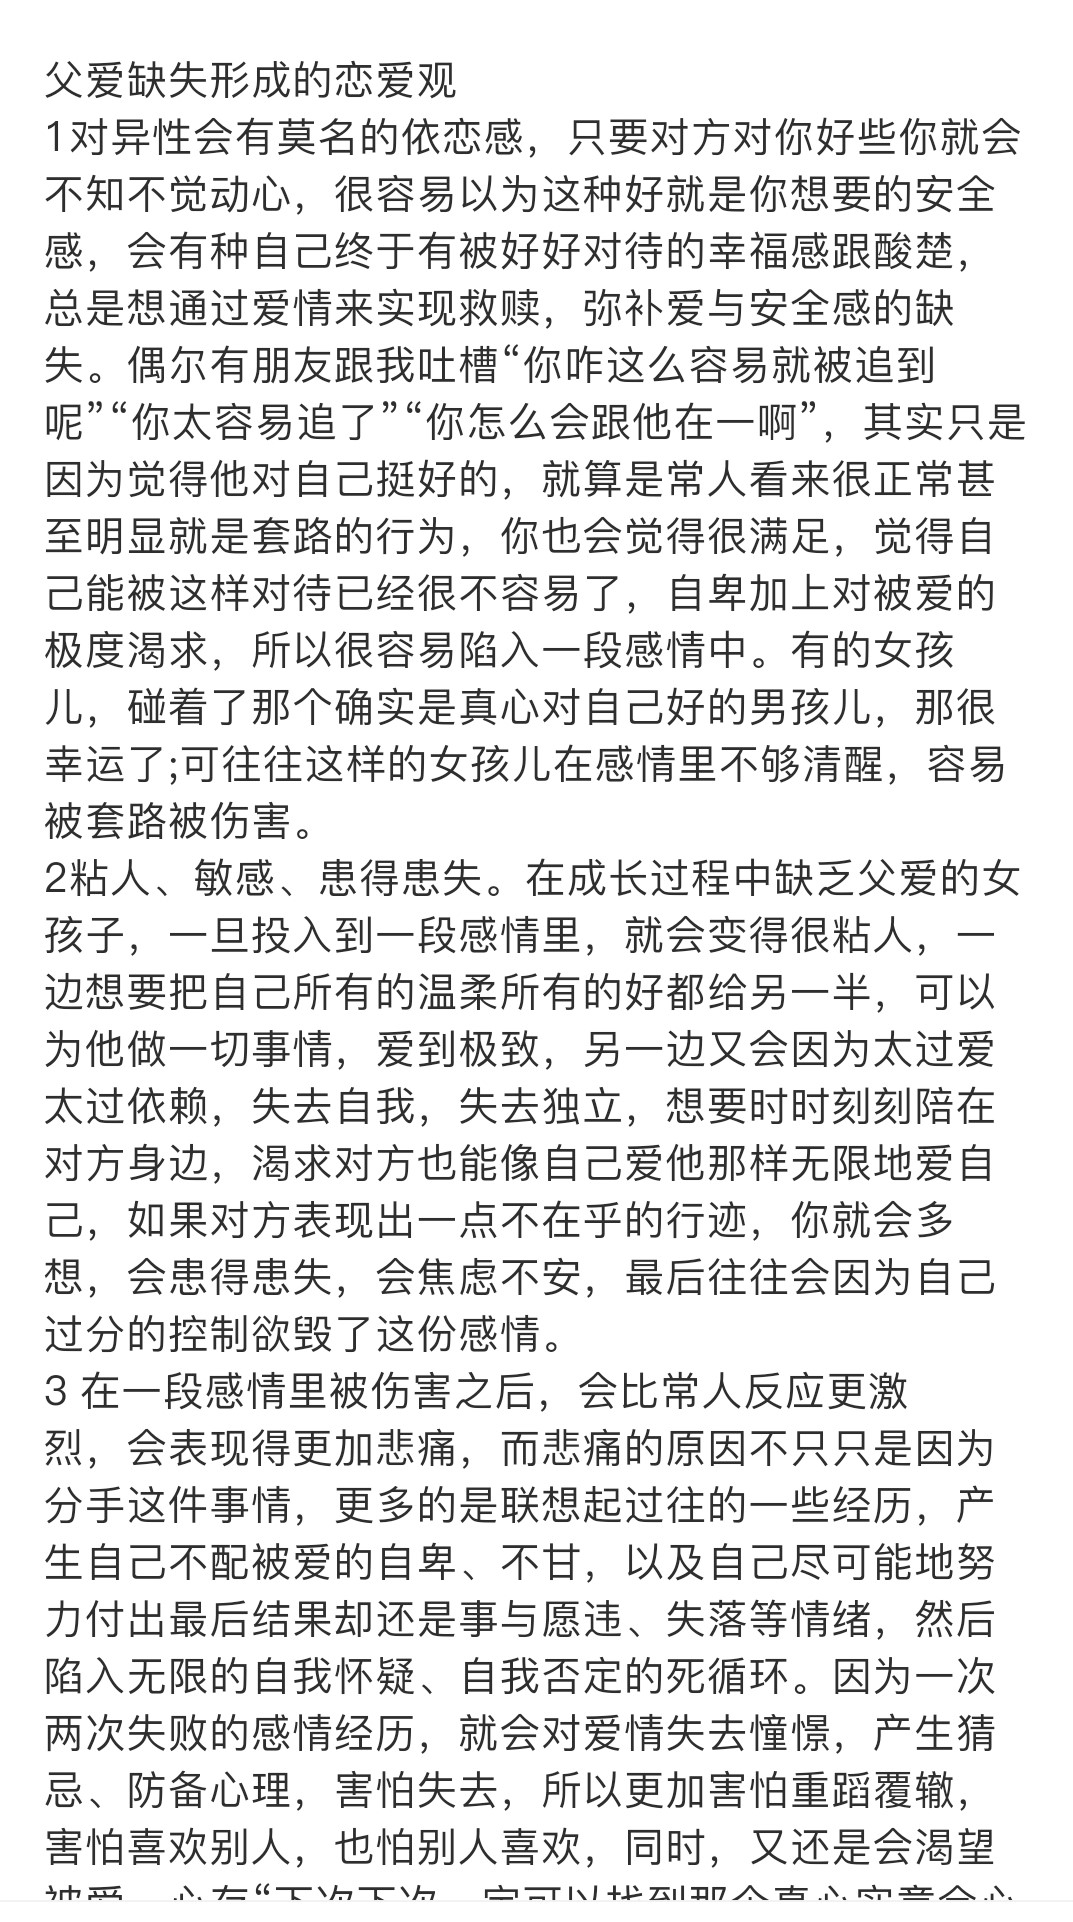 父爱缺失形成的恋爱观
1对异性会有莫名的依恋感，只要对方对你好些你就会
不知不觉动心，很容易以为这种好就是你想要的安全
感，会有种自己终于有被好好对待的幸福感跟酸楚，
总是想通过爱情来实现救赎，弥补爱与安全感的缺
失。偶尔有朋友跟我吐槽“你咋这么容易就被追到
呢”“你太容易追了”“你怎么会跟他在一啊”，其实只是
因为觉得他对自己挺好的，就算是常人看来很正常甚
至明显就是套路的行为，你也会觉得很满足，觉得自
己能被这样对待已经很不容易了，自卑加上对被爱的
极度渴求，所以很容易陷入一段感情中。有的女孩
儿，碰着了那个确实是真心对自己好的男孩儿，那很
幸运了;可往往这样的女孩儿在感情里不够清醒，容易
被套路被伤害。
2粘人、敏感、患得患失。在成长过程中缺乏父爱的女
孩子，一旦投入到一段感情里，就会变得很粘人，一
边想要把自己所有的温柔所有的好都给另一半，可以
为他做一切事情，爱到极致，另一边又会因为太过爱
太过依赖，失去自我，失去独立，想要时时刻刻陪在
对方身边，渴求对方也能像自己爱他那样无限地爱自
己，如果对方表现出一点不在乎的行迹，你就会多
想，会患得患失，会焦虑不安，最后往往会因为自己
过分的控制欲毁了这份感情。
3 在一段感情里被伤害之后，会比常人反应更激
烈，会表现得更加悲痛，而悲痛的原因不只只是因为
分手这件事情，更多的是联想起过往的一些经历，产
生自己不配被爱的自卑、不甘，以及自己尽可能地努
力付出最后结果却还是事与愿违、失落等情绪，然后
陷入无限的自我怀疑、自我否定的死循环。因为一次
两次失败的感情经历，就会对爱情失去憧憬，产生猜
忌、防备心理，害怕失去，所以更加害怕重蹈覆辙，
害怕喜欢别人，也怕别人喜欢，同时，又还是会渴望